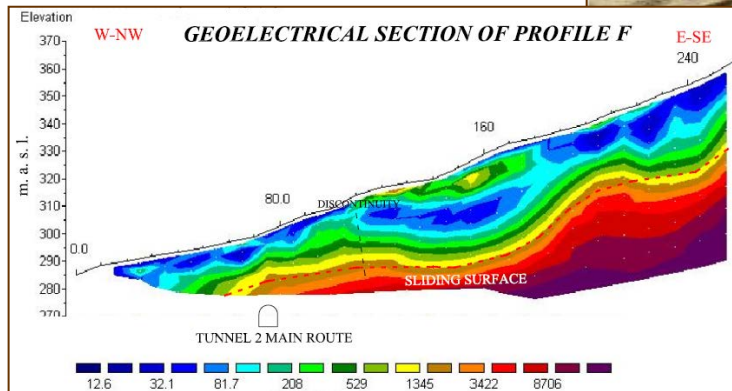 Elevation
W-NW GEOELECTRICAL SECTION OF PROFILE F E-SE
370
360
350
340
330
320
310
300
290
280
270
m. a. s. l.
0.0
80.0
160
240
DISCONTINUITY
SLIDING SURFACE
TUNNEL 2 MAIN ROUTE
12.6 32.1 81.7 208 529 1345 3422 8706